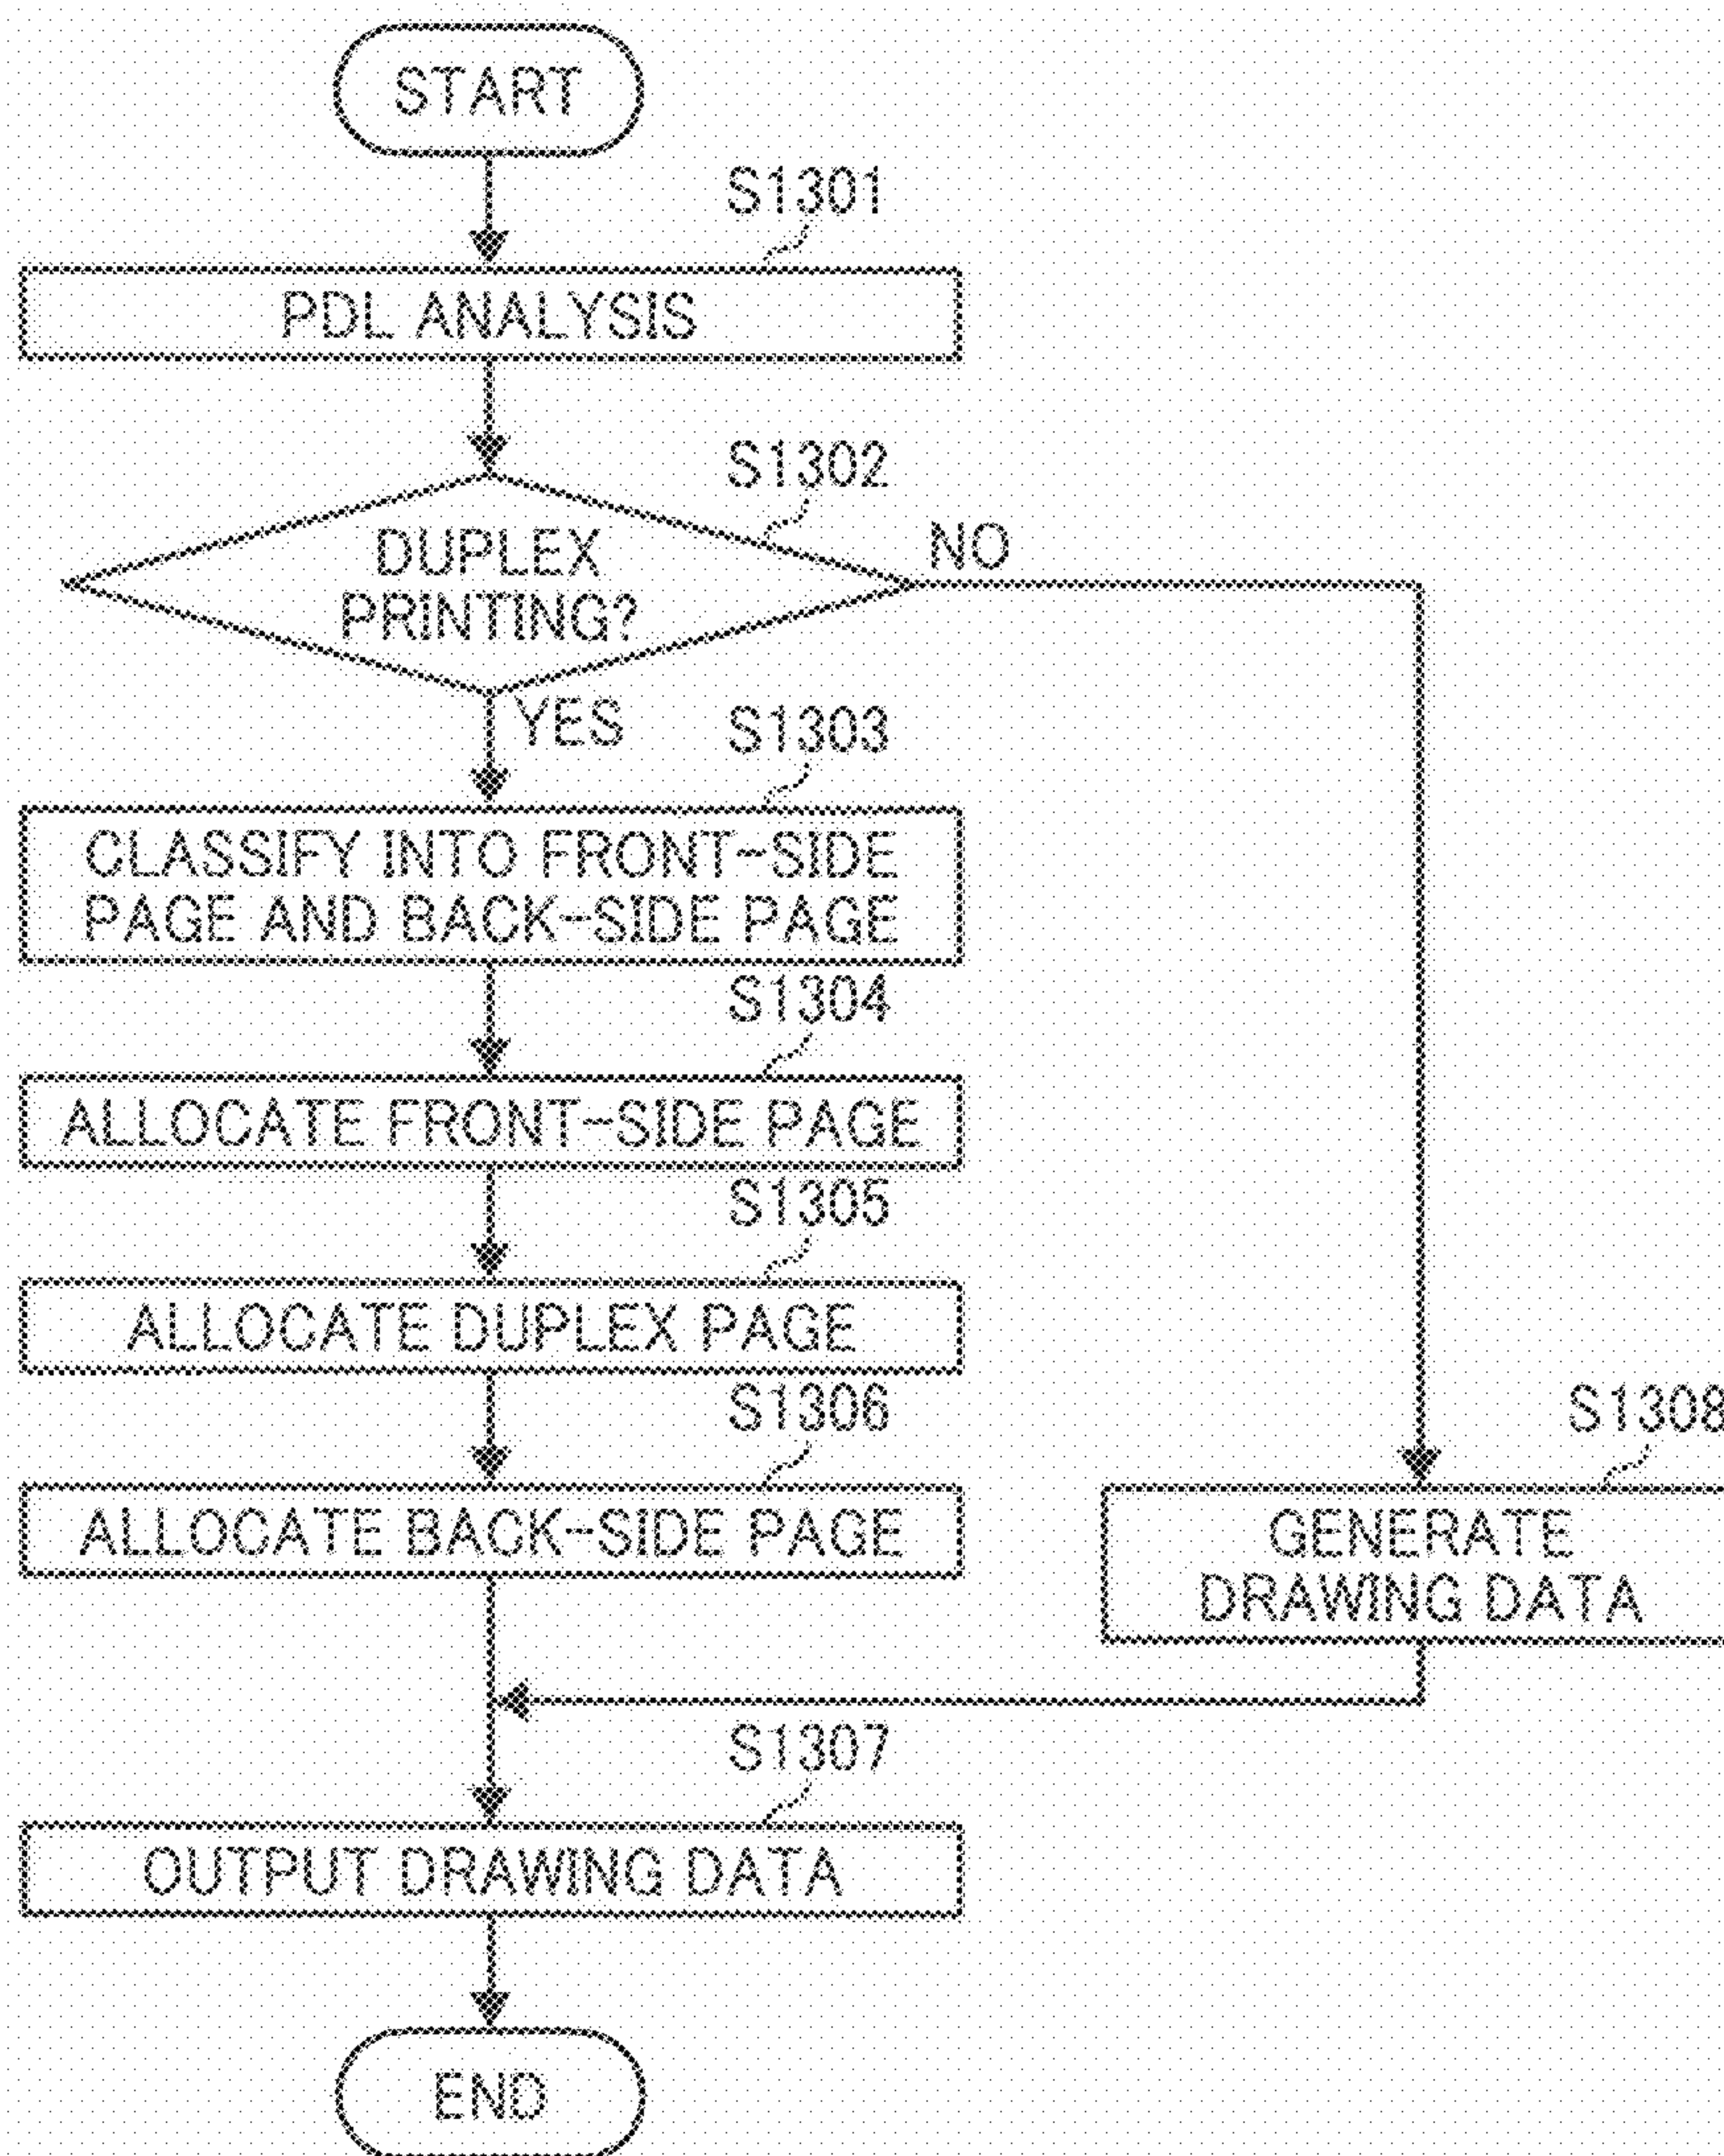 START
S1301
PDL ANALYSIS
S1302
DUPLEX
PRINTING?
NO
YES
S1303
CLASSIFY INTO FRONT-SIDE
PAGE AND BACK-SIDE PAGE
S1304
ALLOCATE FRONT-SIDE PAGE
S1305
ALLOCATE DUPLEX PAGE
S1306
ALLOCATE BACK-SIDE PAGE
S1308
GENERATE
DRAWING DATA
S1307
OUTPUT DRAWING DATA
END